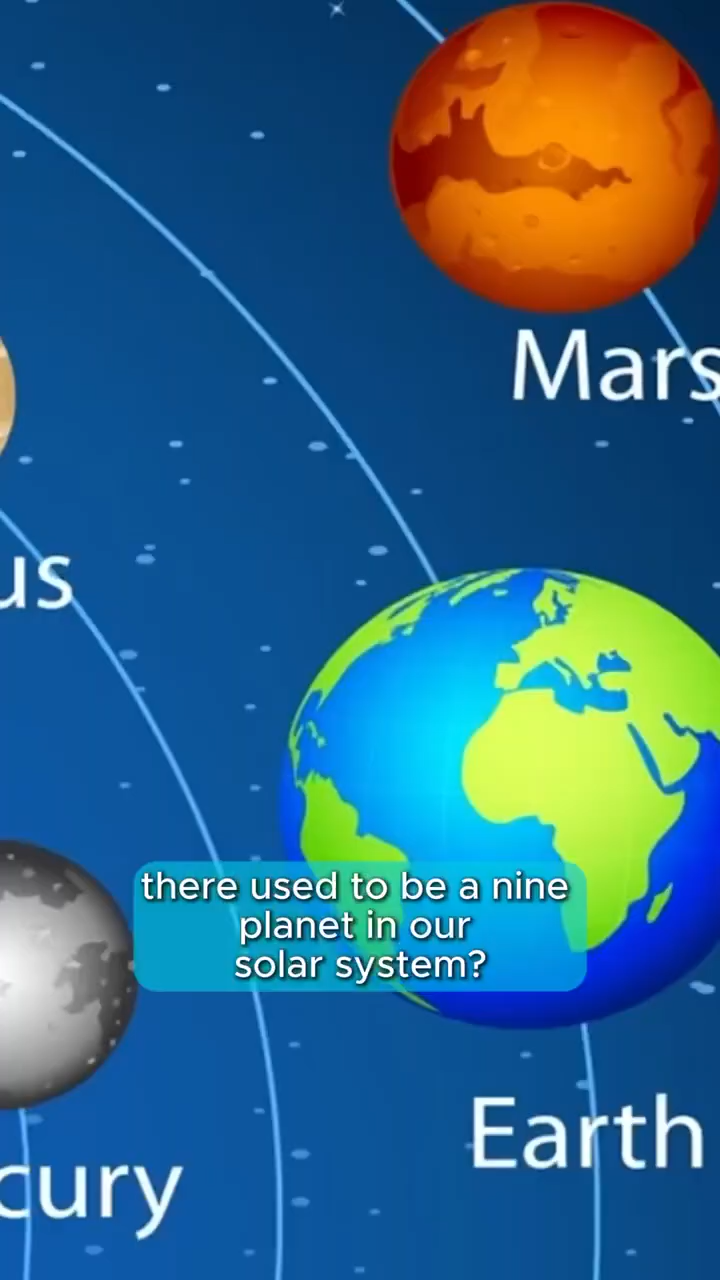 Mars
us
there used to be a nine
planet in our
solar system?
Earth
cury